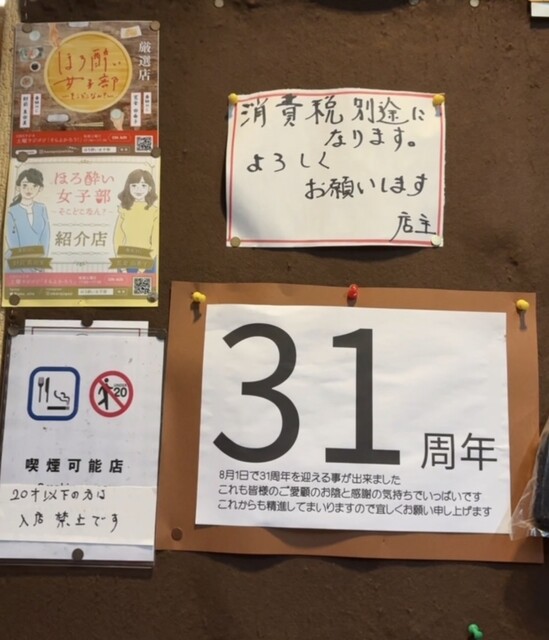 厳選店
ほろ酔い
女子部
ほろ酔い
女子部
紹介店
消費税別途に
なります。
よろしく
お願いします
店主
UNDER
20
喫煙可能店
20才以下の方は
入店禁止です
31周年
8月1日で31周年を迎える事が出来ました
これも皆様のご愛顧のお陰と感謝の気持ちでいっぱいです
これからも精進してまいりますので宜しくお願い申し上げます